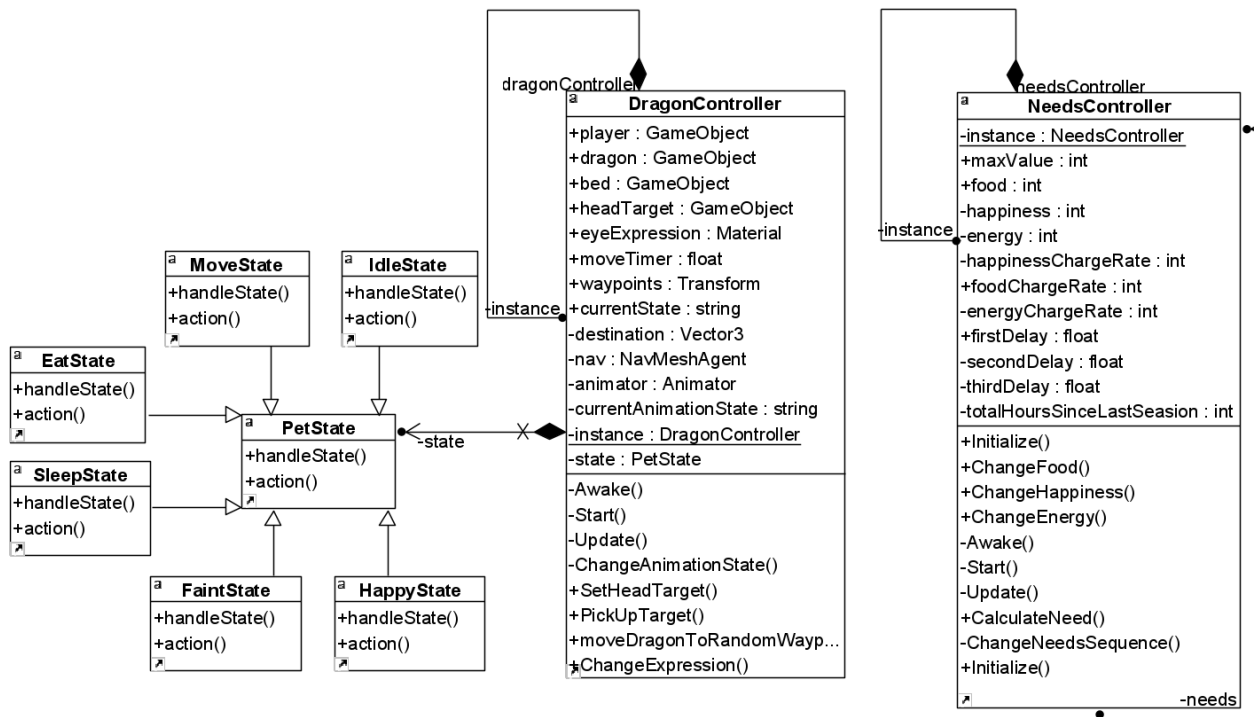 a
MoveState
+handleState()
+action()
a
IdleState
+handleState()
+action()
a
EatState
+handleState()
+action()
a
PetState
+handleState()
+action()
a
SleepState
+handleState()
+action()
a
FaintState
+handleState()
+action()
a
HappyState
+handleState()
+action()
-state
dragonController
-instance
a
DragonController
+player : GameObject
+dragon : GameObject
+bed : GameObject
+headTarget : GameObject
+eyeExpression : Material
+moveTimer : float
+waypoints : Transform
+currentState : string
-destination : Vector3
-nav : NavMeshAgent
-animator : Animator
-currentAnimationState : string
-instance : DragonController
-state : PetState
-Awake()
-Start()
-Update()
-ChangeAnimationState()
+SetHeadTarget()
+PickUpTarget()
+moveDragonToRandomWayp...
+ChangeExpression()
needsController
-instance
a
NeedsController
-instance : NeedsController
+maxValue : int
+food : int
-happiness : int
-energy : int
-happinessChargeRate : int
+foodChargeRate : int
-energyChargeRate : int
+firstDelay : float
-secondDelay : float
-thirdDelay : float
-totalHoursSinceLastSeasion : int
+Initialize()
+ChangeFood()
+ChangeHappiness()
+ChangeEnergy()
-Awake()
-Start()
-Update()
+CalculateNeed()
-ChangeNeedsSequence()
+Initialize()
-needs